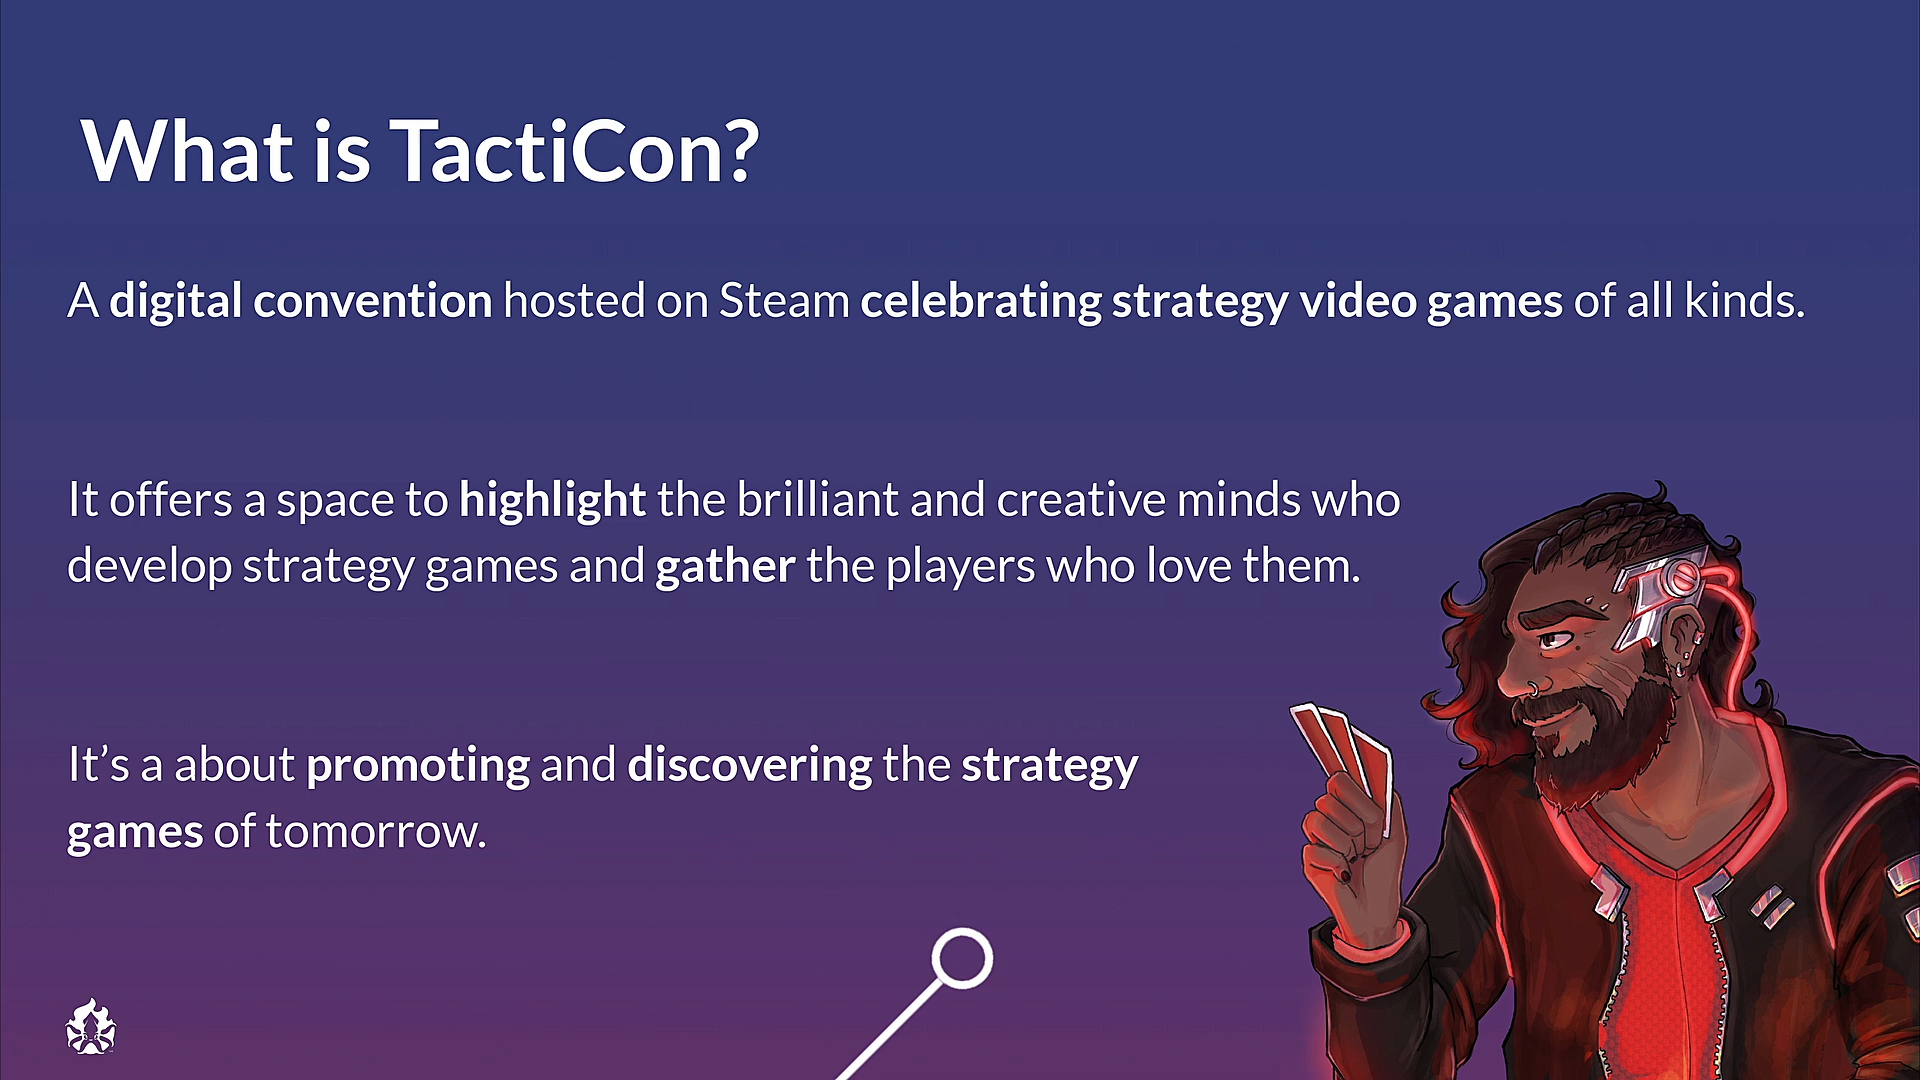 What is TactiCon?
A digital convention hosted on Steam celebrating strategy video games of all kinds.
It offers a space to highlight the brilliant and creative minds who
develop strategy games and gather the players who love them.
It’s a about promoting and discovering the strategy
games of tomorrow.